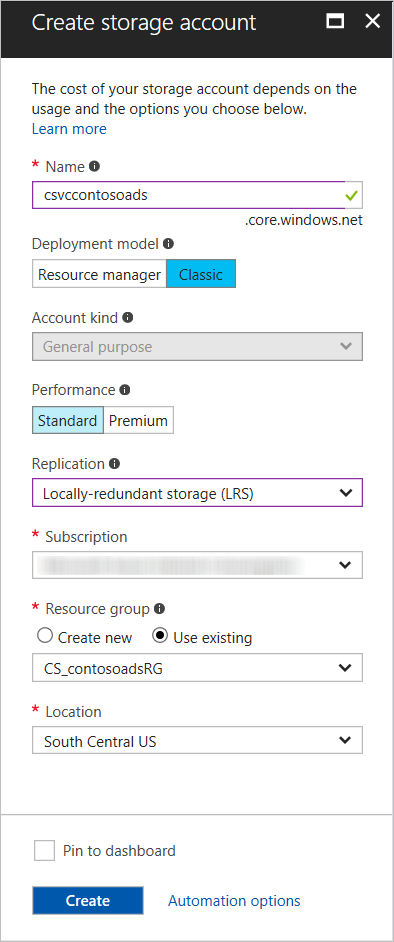 Create storage account
The cost of your storage account depends on the
usage and the options you choose below.
Learn more
* Name
csvccontosoads
.core.windows.net
Deployment model
Resource manager Classic
Account kind
General purpose
Performance
Standard Premium
Replication
Locally-redundant storage (LRS)
* Subscription
* Resource group
Create new Use existing
CS_contosoadsRG
* Location
South Central US
Pin to dashboard
Create Automation options